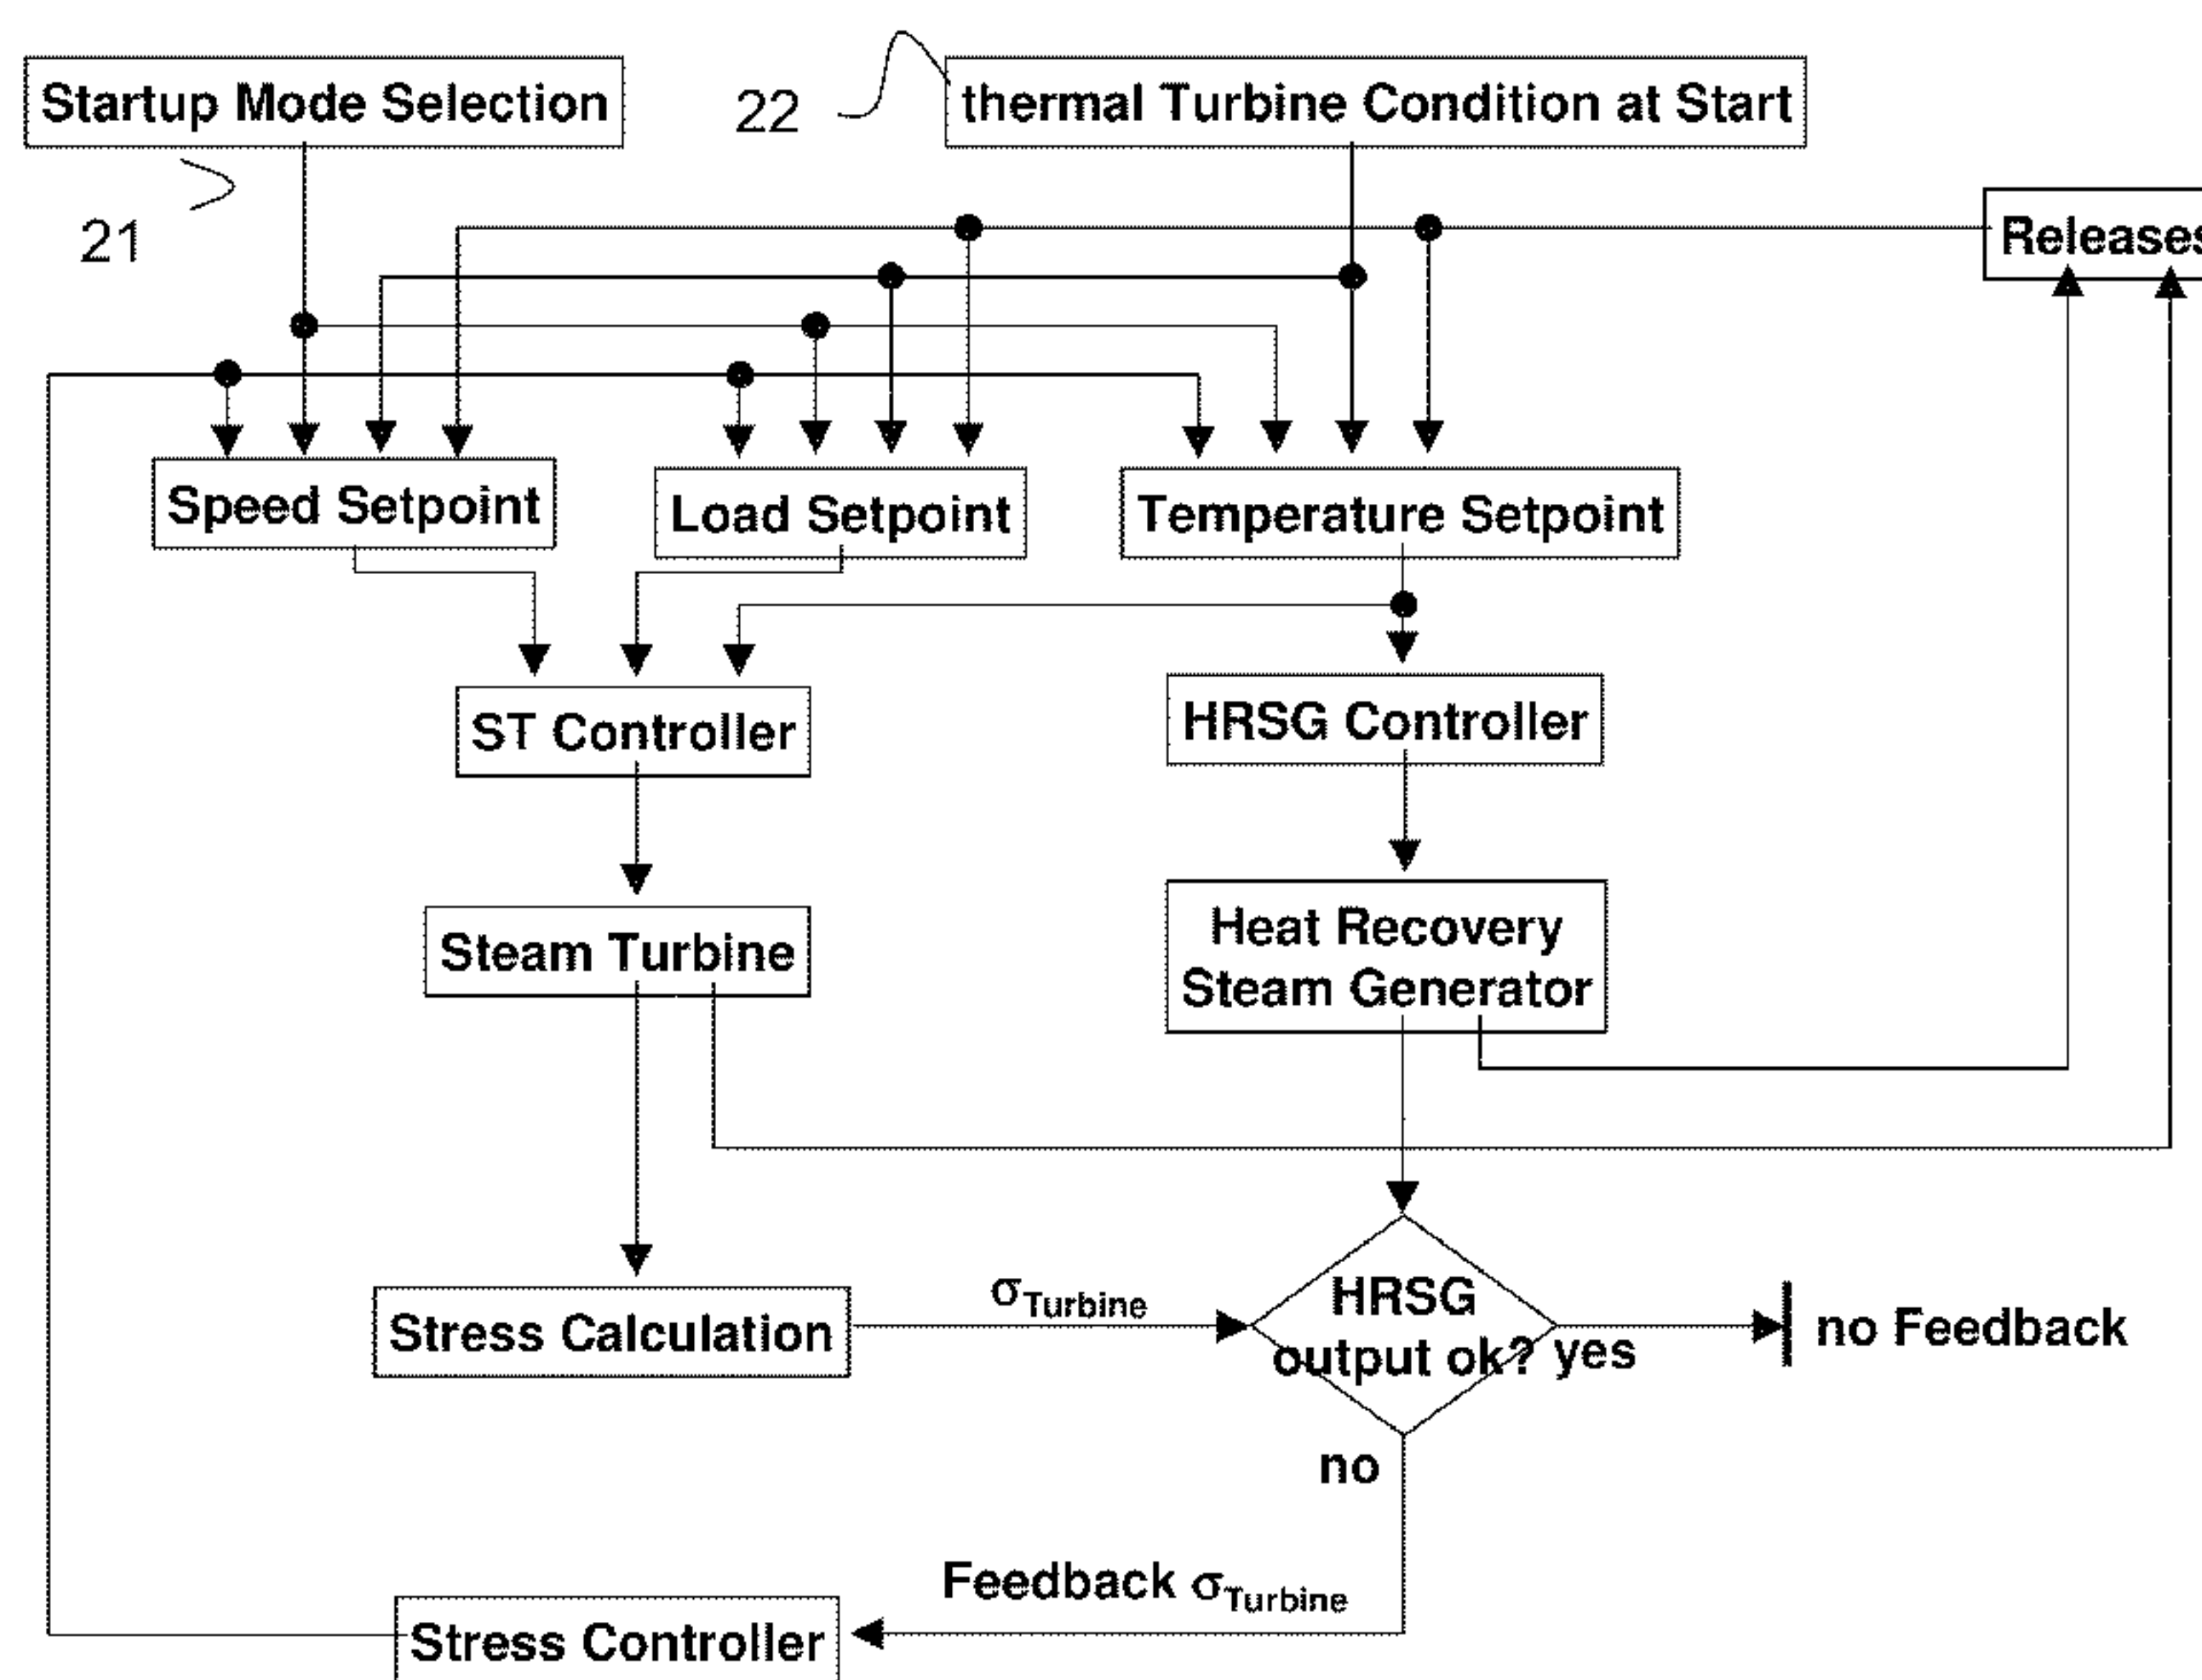 Startup Mode Selection
22
thermal Turbine Condition at Start
21
Releases
Speed Setpoint
Load Setpoint
Temperature Setpoint
ST Controller
HRSG Controller
Steam Turbine
Heat Recovery
Steam Generator
Stress Calculation
σTurbine
HRSG
output ok?
yes
no Feedback
no
Feedback σTurbine
Stress Controller